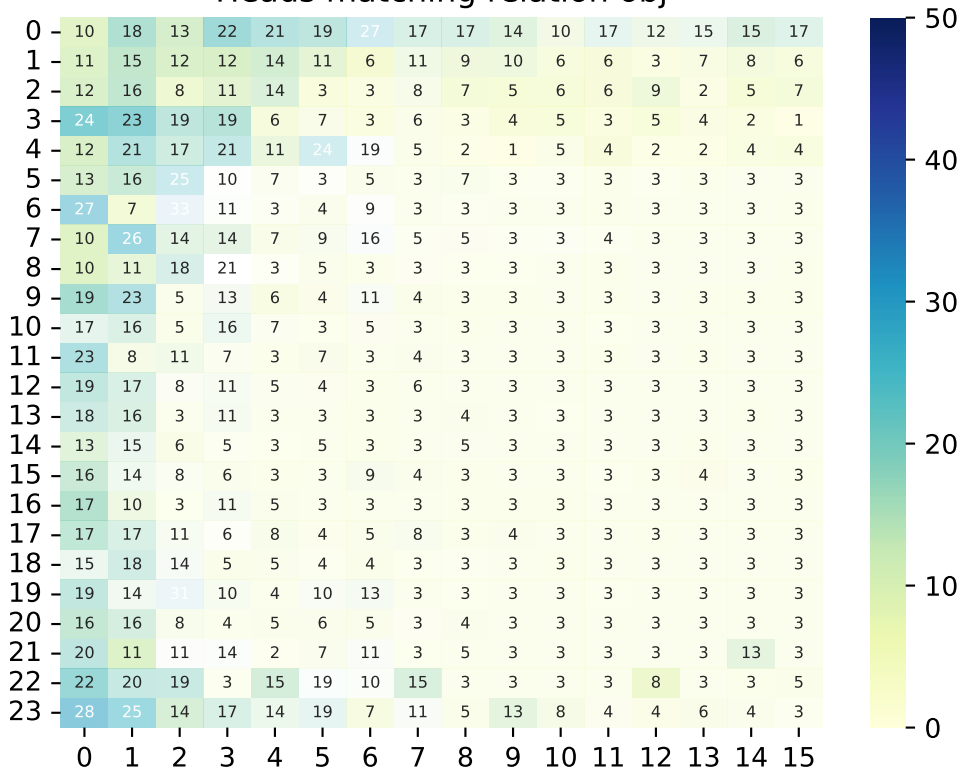 Heads matching relation obj
0 10 18 13 22 21 19 27 17 17 14 10 17 12 15 15 17
1 11 15 12 12 14 11 6 11 9 10 6 6 3 7 8 6
2 12 16 8 11 14 3 3 8 7 5 6 6 9 2 5 7
3 24 23 19 19 6 7 3 6 3 4 5 3 5 4 2 1
4 12 21 17 21 11 24 19 5 2 1 5 4 2 2 4 4
5 13 16 25 10 7 3 5 3 7 3 3 3 3 3 3 3
6 27 7 33 11 3 4 9 3 3 3 3 3 3 3 3 3
7 10 26 14 14 7 9 16 5 5 3 3 4 3 3 3 3
8 10 11 18 21 3 5 3 3 3 3 3 3 3 3 3 3
9 19 23 5 13 6 4 11 4 3 3 3 3 3 3 3 3
10 17 16 5 16 7 3 5 3 3 3 3 3 3 3 3 3
11 23 8 11 7 3 7 3 4 3 3 3 3 3 3 3 3
12 19 17 8 11 5 4 3 6 3 3 3 3 3 3 3 3
13 18 16 3 11 3 3 3 3 4 3 3 3 3 3 3 3
14 13 15 6 5 3 5 3 3 5 3 3 3 3 3 3 3
15 16 14 8 6 3 3 9 4 3 3 3 3 3 4 3 3
16 17 10 3 11 5 3 3 3 3 3 3 3 3 3 3 3
17 17 17 11 6 8 4 5 8 3 4 3 3 3 3 3 3
18 15 18 14 5 5 4 4 3 3 3 3 3 3 3 3 3
19 19 14 31 10 4 10 13 3 3 3 3 3 3 3 3 3
20 16 16 8 4 5 6 5 3 4 3 3 3 3 3 3 3
21 20 11 11 14 2 7 11 3 5 3 3 3 3 3 13 3
22 22 20 19 3 15 19 10 15 3 3 3 3 8 3 3 5
23 28 25 14 17 14 19 7 11 5 13 8 4 4 6 4 3
0 1 2 3 4 5 6 7 8 9 10 11 12 13 14 15
50
40
30
20
10
0